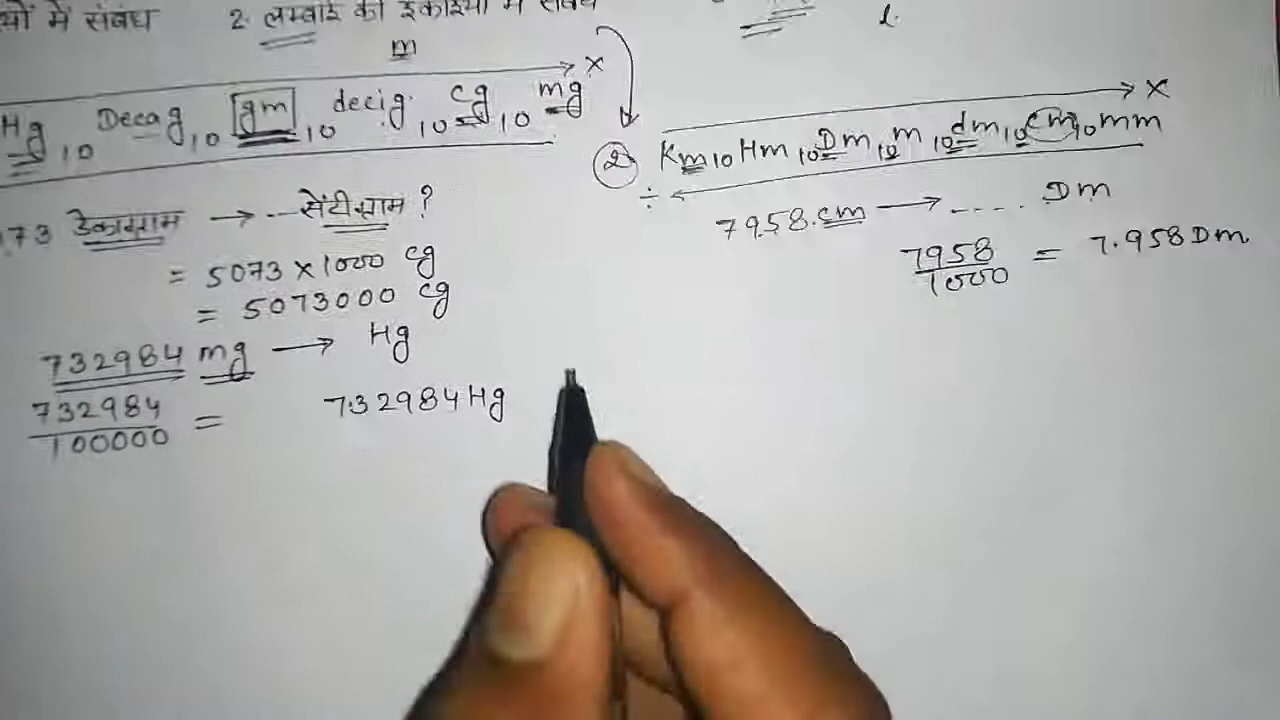 में संबंध 2. लम्बाई की इकाइयों में संबंध
m
Hg 10 Decag 10 gm 10 decig. 10 cg 10 mg x
73 डेकाग्राम → ... सेंटीग्राम ?
= 5073 x 1000 cg
= 5073000 cg
732984 mg → Hg
732984
100000
= 7.32984 Hg
x
② Km 10 Hm 10 Dm 10 m 10 dm 10 cm 10 mm
÷
7958 cm → ..... Dm
7958
1000
= 7.958 Dm